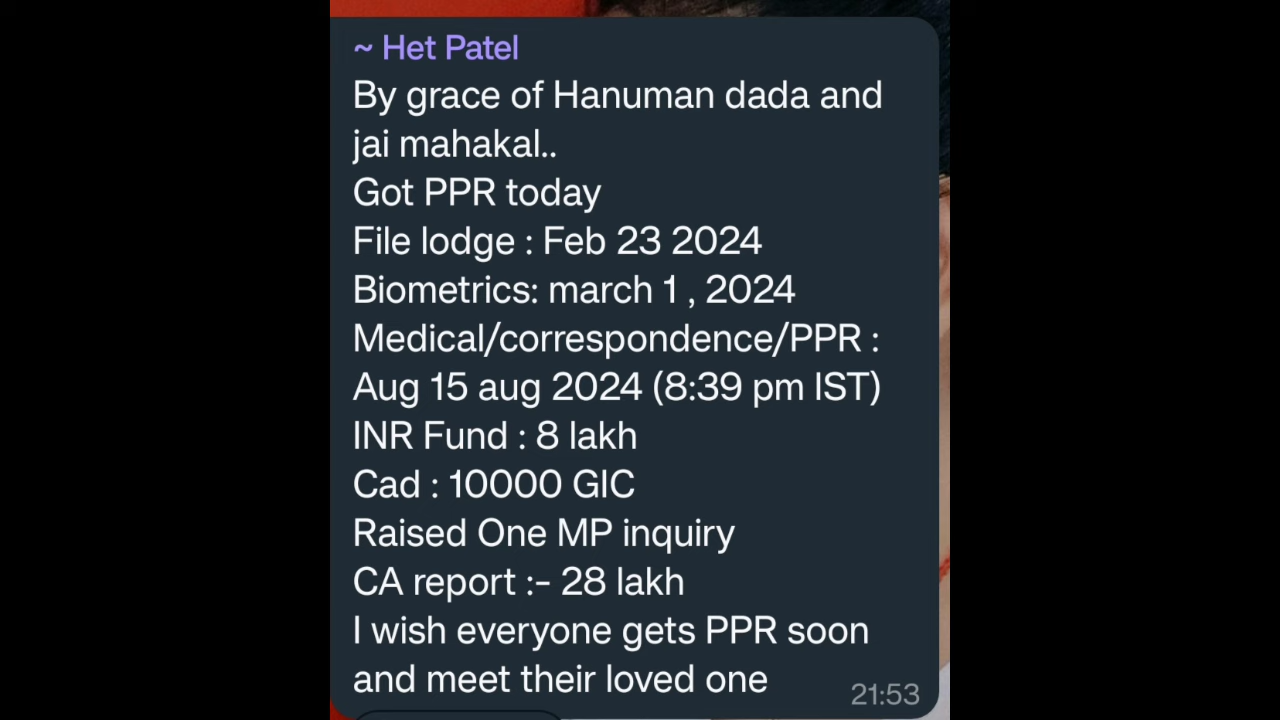 ~ Het Patel
By grace of Hanuman dada and
jai mahakal..
Got PPR today
File lodge : Feb 23 2024
Biometrics: march 1 , 2024
Medical/correspondence/PPR :
Aug 15 aug 2024 (8:39 pm IST)
INR Fund : 8 lakh
Cad : 10000 GIC
Raised One MP inquiry
CA report :- 28 lakh
I wish everyone gets PPR soon
and meet their loved one
21:53